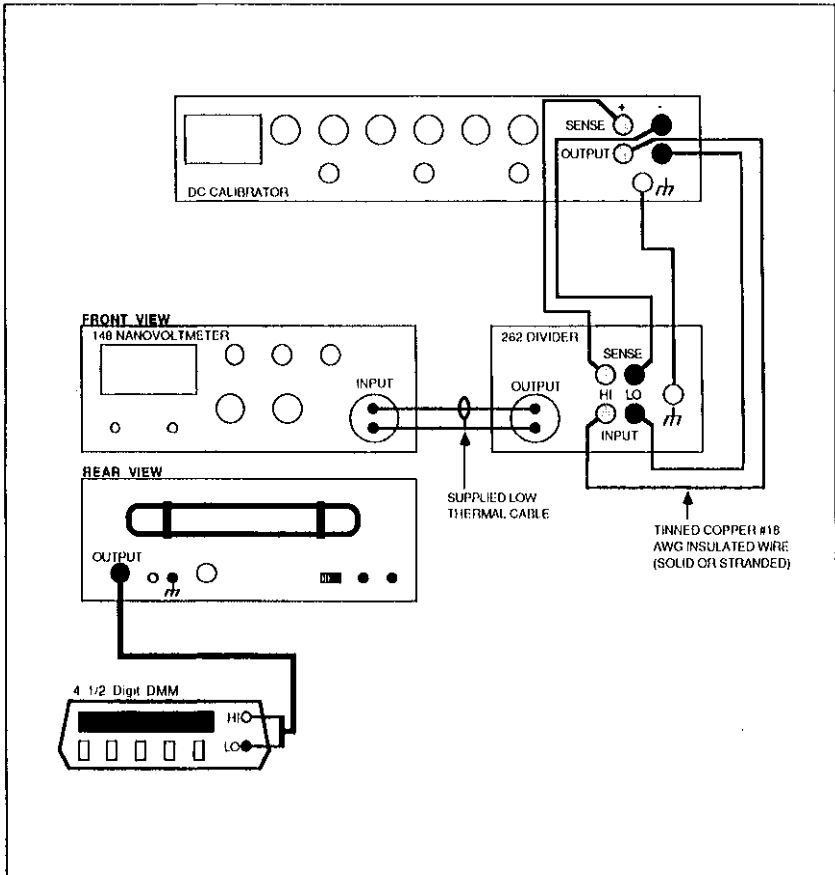 + -
SENSE
OUTPUT
DC CALIBRATOR
FRONT VIEW
148 NANOVOLTMETER
INPUT
262 DIVIDER
SENSE
OUTPUT
HI LO
INPUT
REAR VIEW
SUPPLIED LOW
THERMAL CABLE
OUTPUT
TINNED COPPER #18
AWG INSULATED WIRE
(SOLID OR STRANDED)
4 1/2 Digit DMM
HI
LO